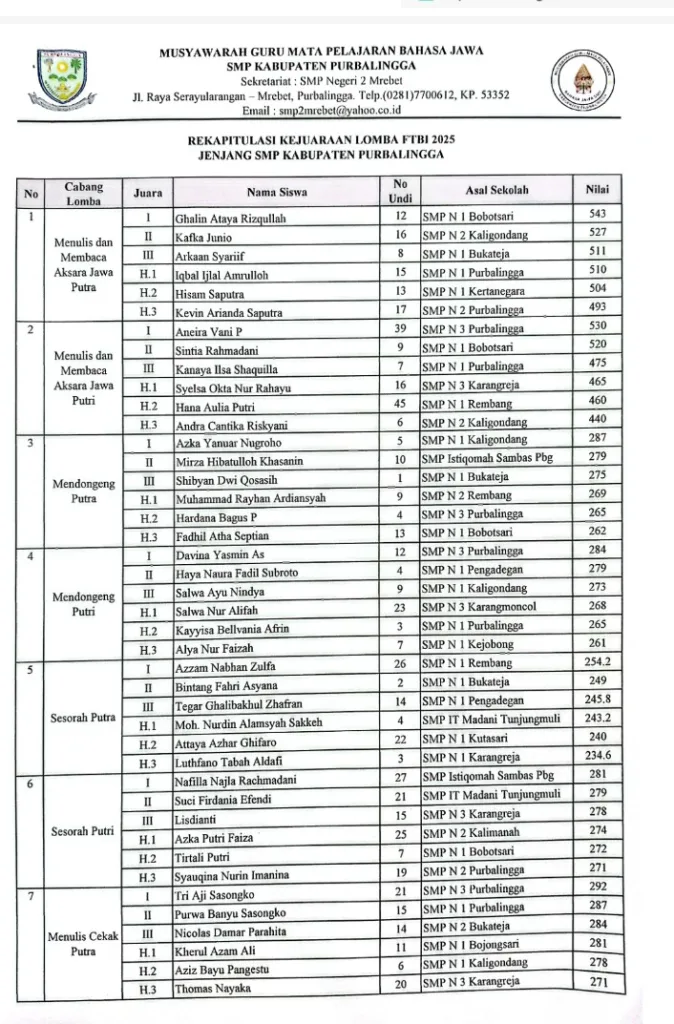 MUSYAWARAH GURU MATA PELAJARAN BAHASA JAWA
SMP KABUPATEN PURBALINGGA
Sekretariat : SMP Negeri 2 Mrebet
Jl. Raya Serayularangan – Mrebet, Purbalingga. Telp.(0281)7700612, KP. 53352
Email : smp2mrebet@yahoo.co.id
REKAPITULASI KEJUARAAN LOMBA FTBI 2025
JENJANG SMP KABUPATEN PURBALINGGA
No Cabang Lomba Juara Nama Siswa No Undi Asal Sekolah Nilai
1 Menulis dan Membaca Aksara Jawa Putra
I Ghalin Ataya Rizqullah 12 SMP N 1 Bobotsari 543
II Kafka Junio 16 SMP N 2 Kaligondang 527
III Arkaan Syariif 8 SMP N 1 Bukateja 511
H.1 Iqbal Ijlal Amrulloh 15 SMP N 1 Purbalingga 510
H.2 Hisam Saputra 13 SMP N 1 Kertanegara 504
H.3 Kevin Arianda Saputra 17 SMP N 2 Purbalingga 493
2 Menulis dan Membaca Aksara Jawa Putri
I Aneira Vani P 39 SMP N 3 Purbalingga 530
II Sintia Rahmadani 9 SMP N 1 Bobotsari 520
III Kanaya Ilsa Shaquilla 7 SMP N 1 Purbalingga 475
H.1 Syelsa Okta Nur Rahayu 16 SMP N 3 Karangreja 465
H.2 Hana Aulia Putri 45 SMP N 1 Rembang 460
H.3 Andra Cantika Riskyani 6 SMP N 2 Kaligondang 440
3 Mendongeng Putra
I Azka Yanuar Nugroho 5 SMP N 1 Kaligondang 287
II Mirza Hibatulloh Khasanin 10 SMP Istiqomah Sambas Pbg 279
III Shibyan Dwi Qosasih 1 SMP N 1 Bukateja 275
H.1 Muhammad Rayhan Ardiansyah 9 SMP N 2 Rembang 269
H.2 Hardana Bagus P 4 SMP N 3 Purbalingga 265
H.3 Fadhil Atha Septian 13 SMP N 1 Bobotsari 262
4 Mendongeng Putri
I Davina Yasmin As 12 SMP N 3 Purbalingga 284
II Haya Naura Fadil Subroto 4 SMP N 1 Pengadegan 279
III Salwa Ayu Nindya 9 SMP N 1 Kaligondang 273
H.1 Salwa Nur Alifah 23 SMP N 3 Karangmoncol 268
H.2 Kayyisa Bellvania Afrin 3 SMP N 1 Purbalingga 265
H.3 Alya Nur Faizah 7 SMP N 1 Kejobong 261
5 Sesorah Putra
I Azzam Nabhan Zulfa 26 SMP N 1 Rembang 254.2
II Bintang Fahri Asyana 2 SMP N 1 Bukateja 249
III Tegar Ghalibakhul Zhafran 14 SMP N 1 Pengadegan 245.8
H.1 Moh. Nurdin Alamsyah Sakkeh 4 SMP IT Madani Tunjungmuli 243.2
H.2 Attaya Azhar Ghifaro 22 SMP N 1 Kutasari 240
H.3 Luthfano Tabah Aldafi 3 SMP N 1 Karangreja 234.6
6 Sesorah Putri
I Nafilla Najla Rachmadani 27 SMP Istiqomah Sambas Pbg 281
II Suci Firdania Efendi 21 SMP IT Madani Tunjungmuli 279
III Lisdianti 15 SMP N 3 Karangreja 278
H.1 Azka Putri Faiza 25 SMP N 2 Kalimanah 274
H.2 Tirtali Putri 7 SMP N 1 Bobotsari 272
H.3 Syauqina Nurin Imanina 19 SMP N 2 Purbalingga 271
7 Menulis Cekak Putra
I Tri Aji Sasongko 21 SMP N 3 Purbalingga 292
II Purwa Banyu Sasongko 15 SMP N 1 Purbalingga 287
III Nicolas Damar Parahita 14 SMP N 2 Bukateja 284
H.1 Kherul Azam Ali 11 SMP N 1 Bojongsari 281
H.2 Aziz Bayu Pangestu 6 SMP N 1 Kaligondang 278
H.3 Thomas Nayaka 20 SMP N 3 Karangreja 271